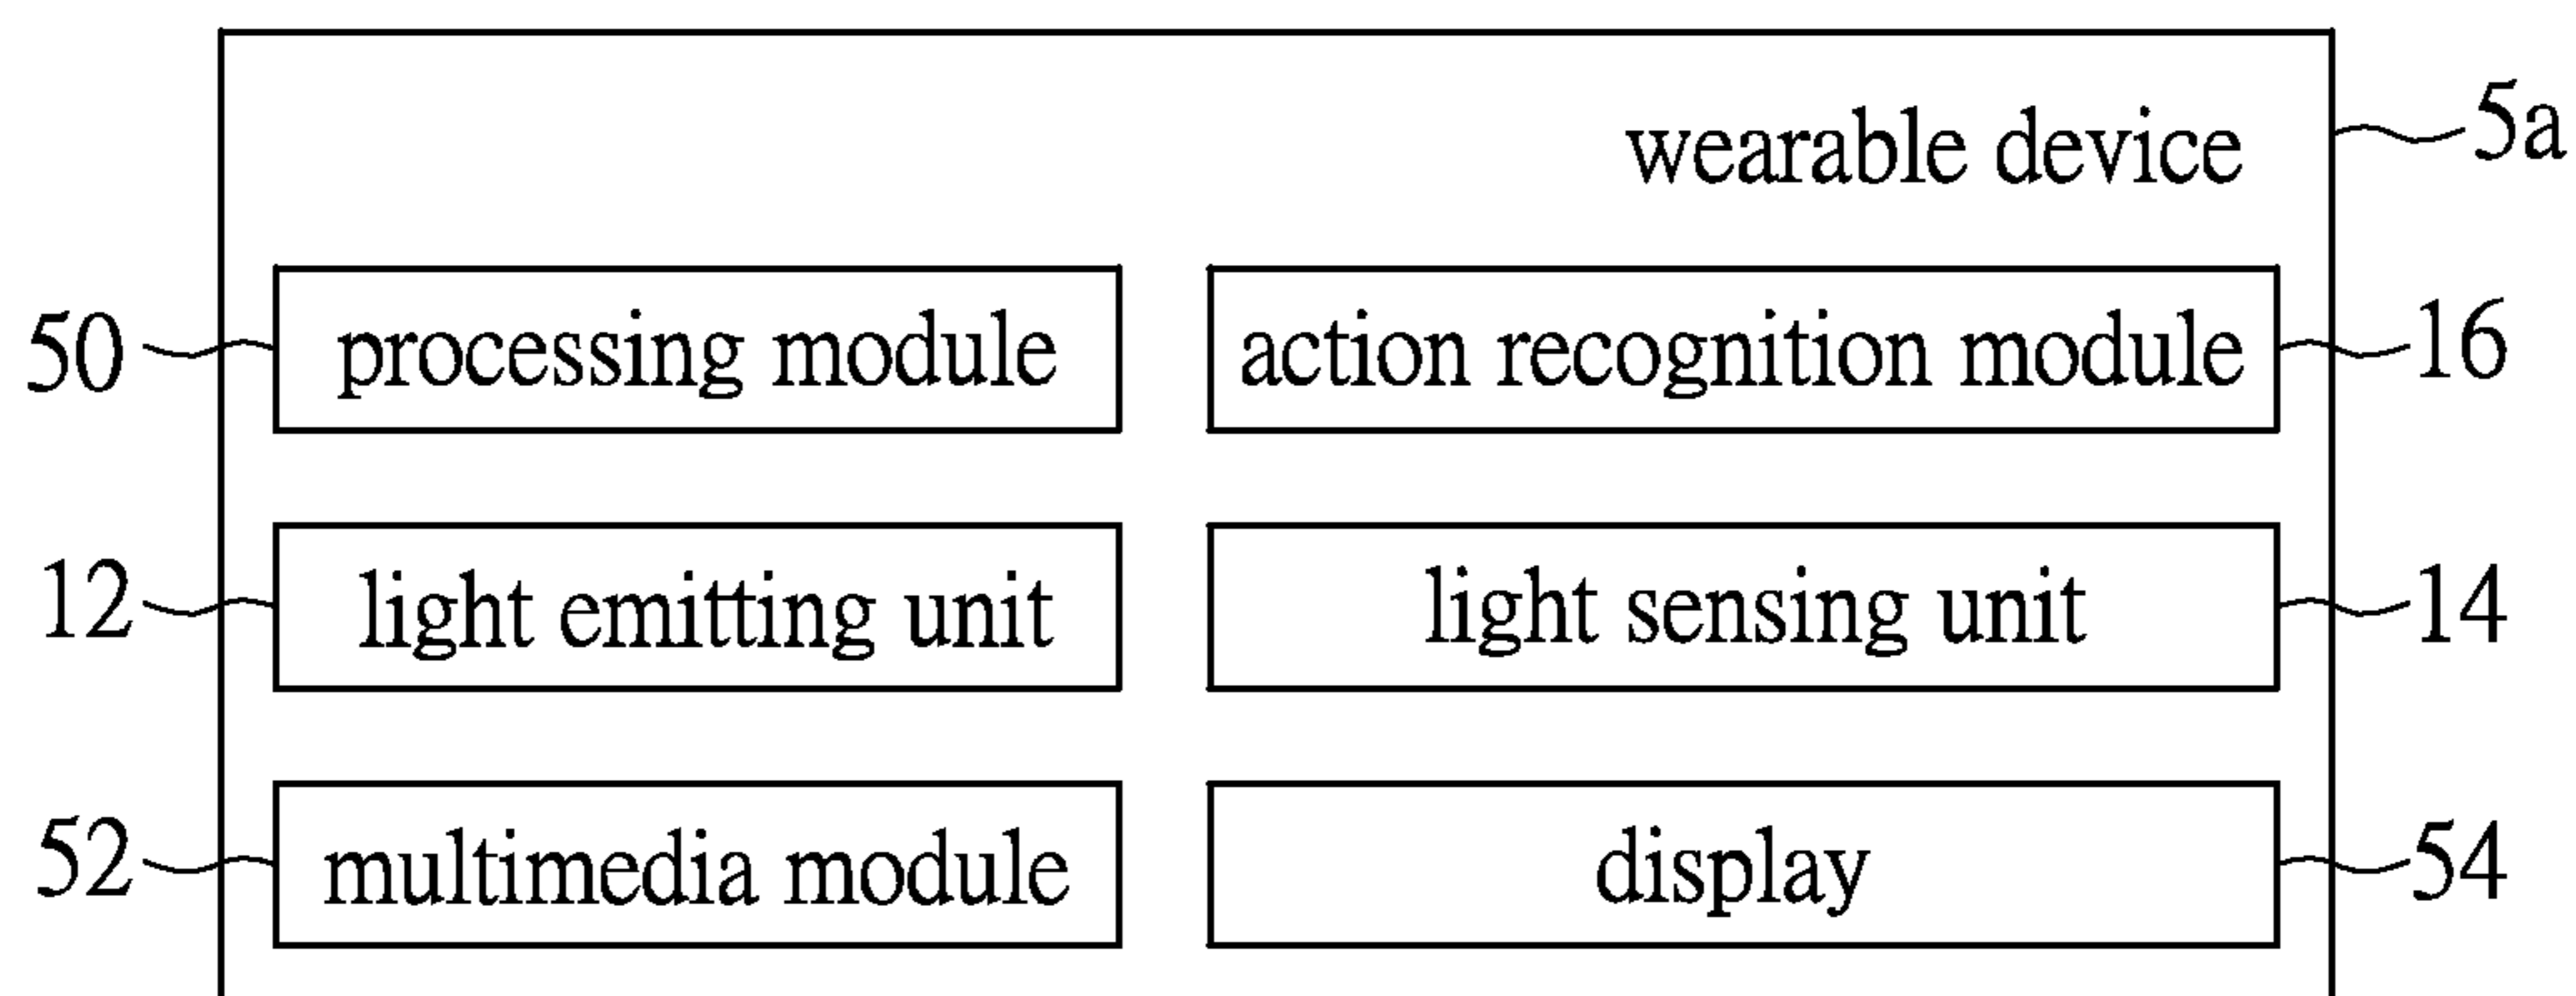 wearable device 5a
50 processing module action recognition module 16
12 light emitting unit light sensing unit 14
52 multimedia module display 54